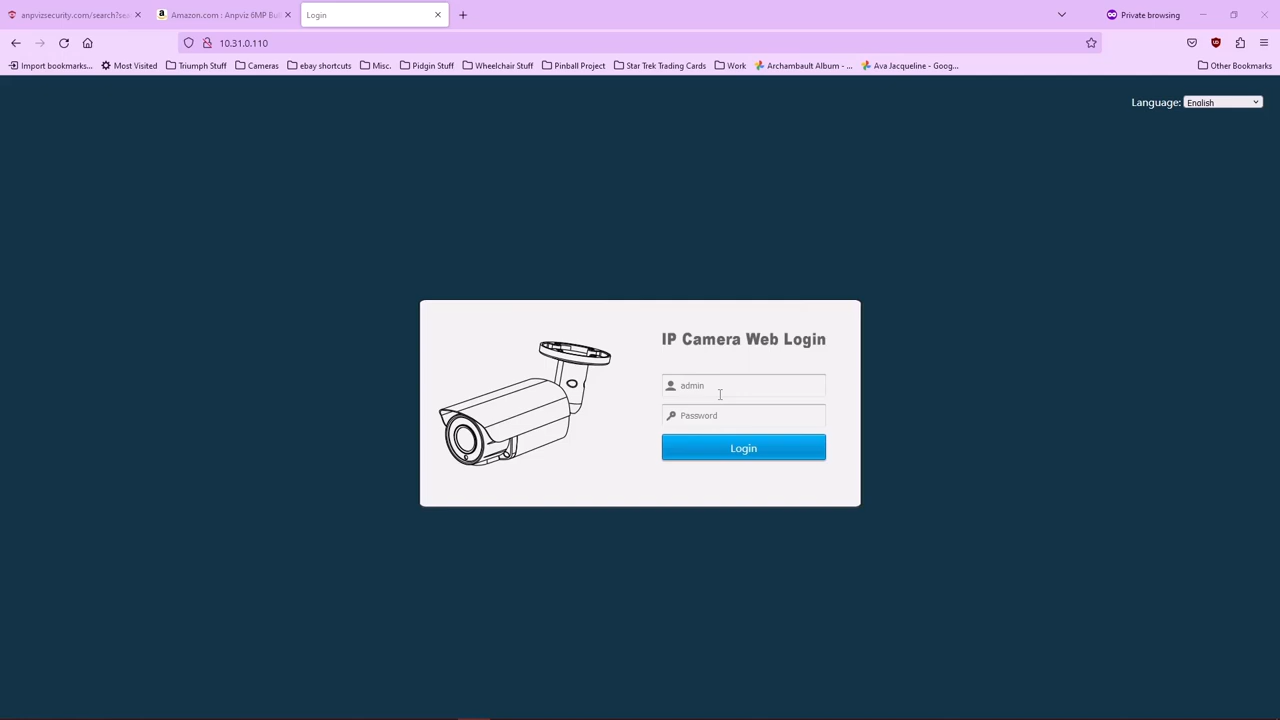 anpvizsecurity.com/search?sea
Amazon.com : Anpviz 6MP Bul
Login
Private browsing
10.31.0.110
Import bookmarks...
Most Visited
Triumph Stuff
Cameras
ebay shortcuts
Misc.
Pidgin Stuff
Wheelchair Stuff
Pinball Project
Star Trek Trading Cards
Work
Archambault Album - ...
Ava Jacqueline - Goog...
Other Bookmarks
Language: English
IP Camera Web Login
admin
Password
Login